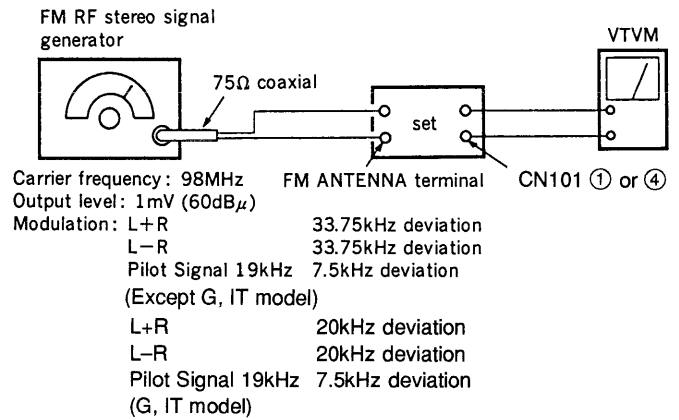 FM RF stereo signal
generator
VTVM
75Ω coaxial
set
Carrier frequency: 98MHz
FM ANTENNA terminal
CN101 ① or ④
Output level: 1mV (60dBμ)
Modulation: L+R 33.75kHz deviation
L−R 33.75kHz deviation
Pilot Signal 19kHz 7.5kHz deviation
(Except G, IT model)
L+R 20kHz deviation
L–R 20kHz deviation
Pilot Signal 19kHz 7.5kHz deviation
(G, IT model)